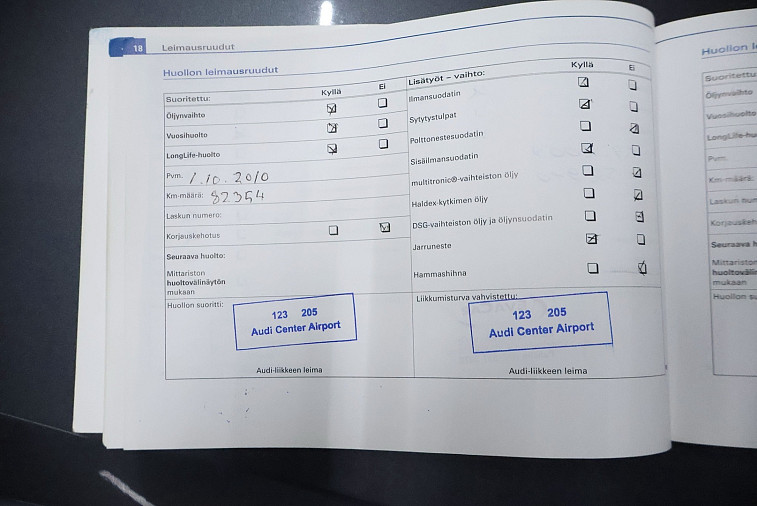 18 Leimausruudut
Huollon leimausruudut
Suoritettu: Kyllä Ei
Öljynvaihto
Vuosihuolto
LongLife-huolto
Pvm. 1.10.2010
Km-määrä: 82354
Laskun numero:
Korjauskehotus
Seuraava huolto:
Mittariston
huoltovälinäytön
mukaan
Huollon suoritti:
123 205
Audi Center Airport
Audi-liikkeen leima
Lisätyöt – vaihto: Kyllä Ei
Ilmansuodatin
Sytytystulpat
Polttonestesuodatin
Sisäilmansuodatin
multitronic®-vaihteiston öljy
Haldex-kytkimen öljy
DSG-vaihteiston öljy ja öljynsuodatin
Jarruneste
Hammashihna
Liikkumisturva vahvistettu:
123 205
Audi Center Airport
Audi-liikkeen leima
Huollon
Suoritettu
Öljynvaihto
Vuosihuolto
LongLife-hu
Pvm.
Km-määrä:
Laskun num
Korjauskeh
Seuraava h
Mittariston
huoltoväli
mukaan
Huollon su